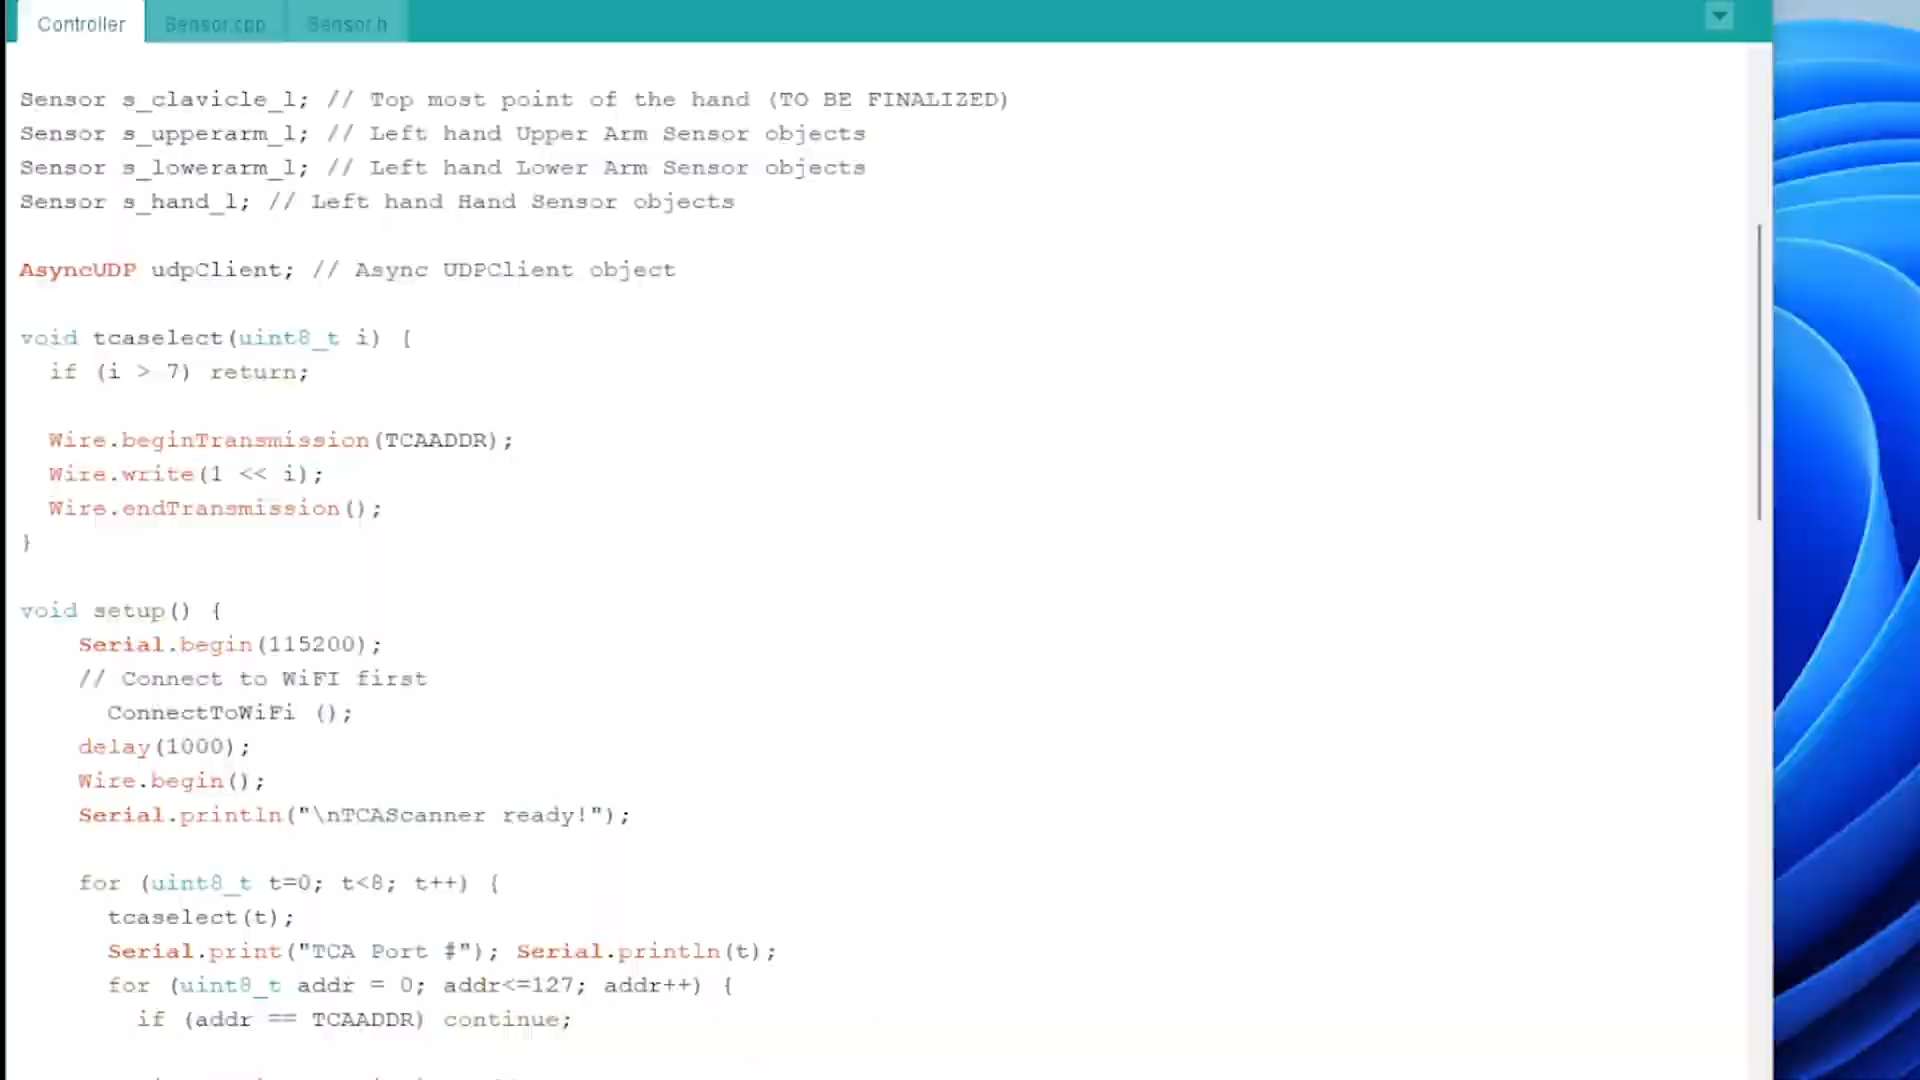 Controller Sensor.cpp Sensor.h
Sensor s_clavicle_l; // Top most point of the hand (TO BE FINALIZED)
Sensor s_upperarm_l; // Left hand Upper Arm Sensor objects
Sensor s_lowerarm_l; // Left hand Lower Arm Sensor objects
Sensor s_hand_l; // Left hand Hand Sensor objects
AsyncUDP udpClient; // Async UDPClient object
void tcaselect(uint8_t i) {
if (i > 7) return;
Wire.beginTransmission(TCAADDR);
Wire.write(1 << i);
Wire.endTransmission();
}
void setup() {
Serial.begin(115200);
// Connect to WiFI first
ConnectToWiFi ();
delay(1000);
Wire.begin();
Serial.println("\nTCAScanner ready!");
for (uint8_t t=0; t<8; t++) {
tcaselect(t);
Serial.print("TCA Port #"); Serial.println(t);
for (uint8_t addr = 0; addr<=127; addr++) {
if (addr == TCAADDR) continue;